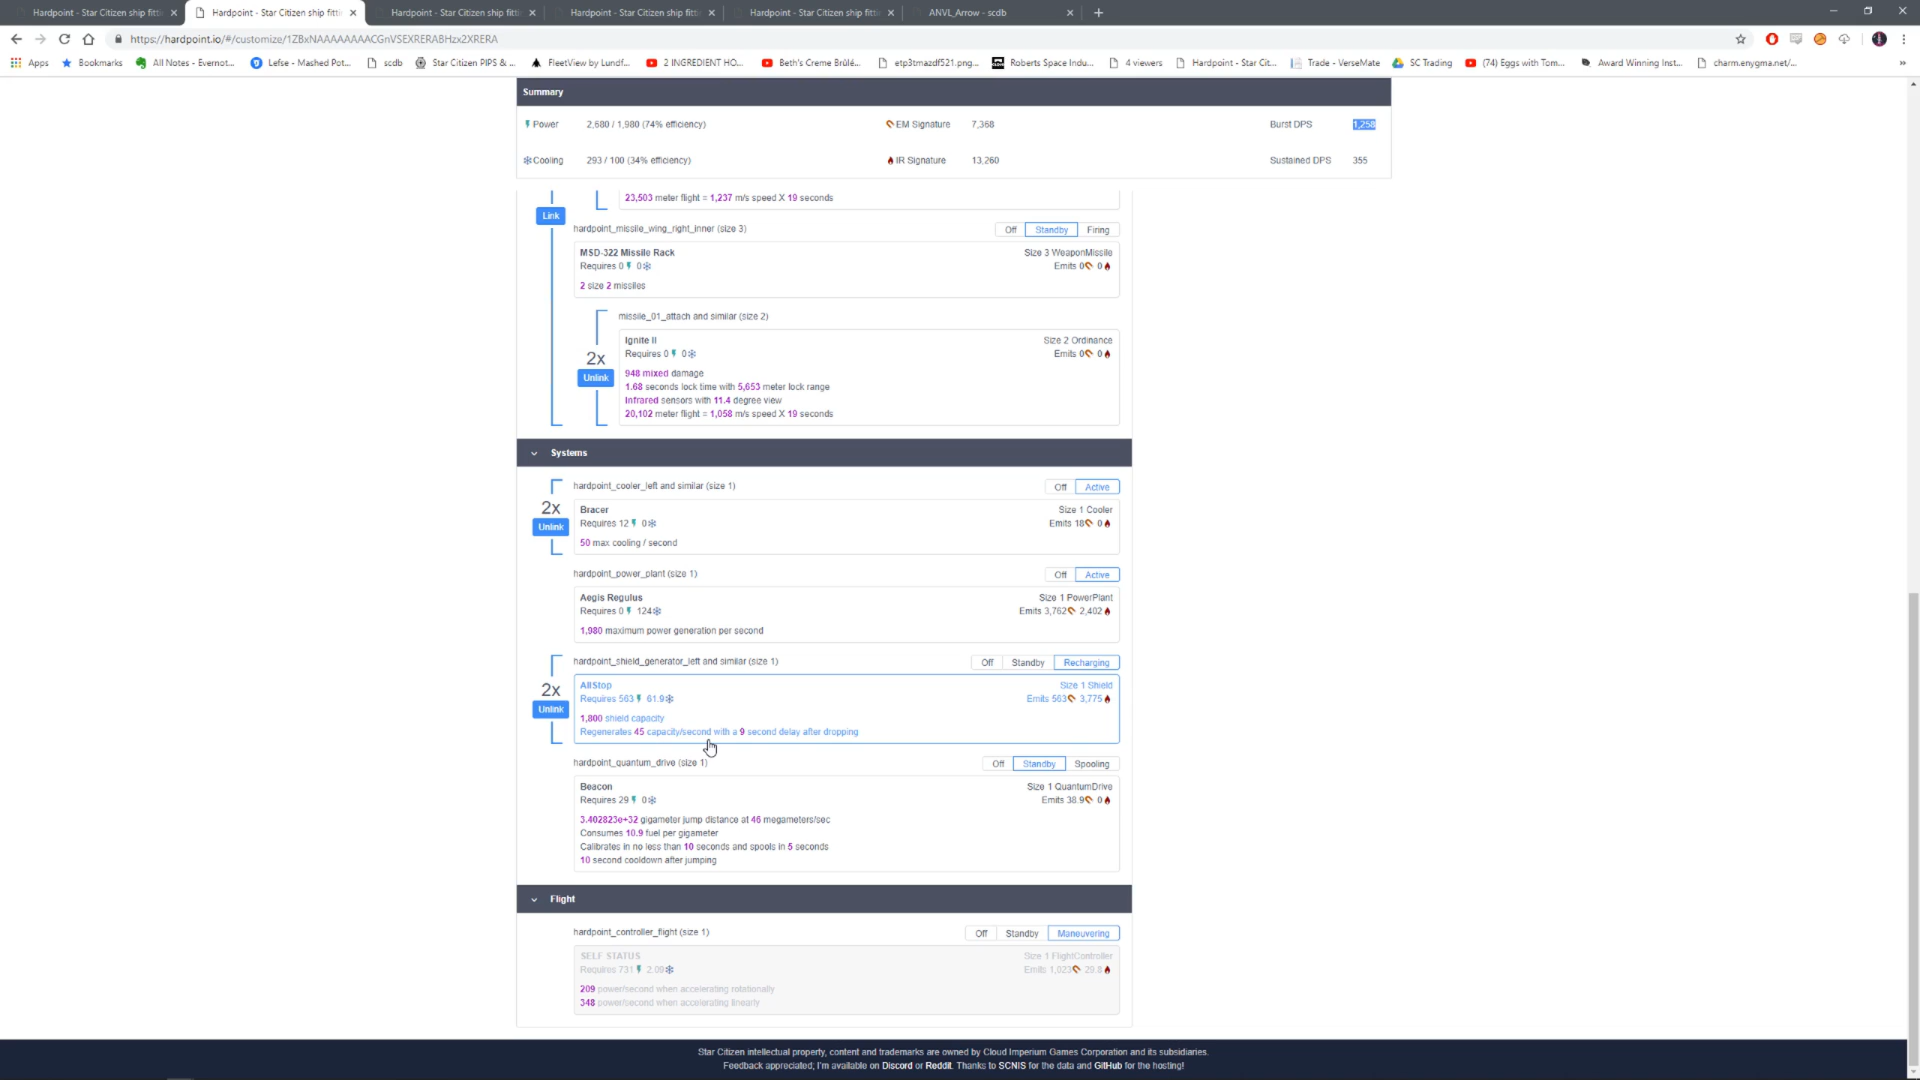 Hardpoint - Star Citizen ship fitti
Hardpoint - Star Citizen ship fitti
Hardpoint - Star Citizen ship fitti
Hardpoint - Star Citizen ship fitti
Hardpoint - Star Citizen ship fitti
ANVL_Arrow - scdb
https://hardpoint.io/#/customize/1ZBxNAAAAAAAACGnVSEXRERABHzx2XRERA
Apps
Bookmarks
All Notes - Evernot...
Lefse - Mashed Pot...
scdb
Star Citizen PIPS & ...
FleetView by Lundf...
2 INGREDIENT HO...
Beth's Creme Brûlé...
etp3tmazdf521.png...
Roberts Space Indu...
4 viewers
Hardpoint - Star Cit...
Trade - VerseMate
SC Trading
(74) Eggs with Tom...
Award Winning Inst...
charm.enygma.net/...
Summary
Power 2,680 / 1,980 (74% efficiency) EM Signature 7,368 Burst DPS 1,258
Cooling 293 / 100 (34% efficiency) IR Signature 13,260 Sustained DPS 355
23,503 meter flight = 1,237 m/s speed X 19 seconds
Link
hardpoint_missile_wing_right_inner (size 3) Off Standby Firing
MSD-322 Missile Rack Size 3 WeaponMissile
Requires 0 0 Emits 0 0
2 size 2 missiles
missile_01_attach and similar (size 2)
2x
Unlink
Ignite II Size 2 Ordinance
Requires 0 0 Emits 0 0
948 mixed damage
1.68 seconds lock time with 5,653 meter lock range
Infrared sensors with 11.4 degree view
20,102 meter flight = 1,058 m/s speed X 19 seconds
Systems
hardpoint_cooler_left and similar (size 1) Off Active
2x
Unlink
Bracer Size 1 Cooler
Requires 12 0 Emits 18 0
50 max cooling / second
hardpoint_power_plant (size 1) Off Active
Aegis Regulus Size 1 PowerPlant
Requires 0 124 Emits 3,762 2,402
1,980 maximum power generation per second
hardpoint_shield_generator_left and similar (size 1) Off Standby Recharging
2x
Unlink
AllStop Size 1 Shield
Requires 563 61.9 Emits 563 3,775
1,800 shield capacity
Regenerates 45 capacity/second with a 9 second delay after dropping
hardpoint_quantum_drive (size 1) Off Standby Spooling
Beacon Size 1 QuantumDrive
Requires 29 0 Emits 38.9 0
3.402823e+32 gigameter jump distance at 46 megameters/sec
Consumes 10.9 fuel per gigameter
Calibrates in no less than 10 seconds and spools in 5 seconds
10 second cooldown after jumping
Flight
hardpoint_controller_flight (size 1) Off Standby Maneuvering
SELF STATUS Size 1 FlightController
Requires 731 2.09 Emits 1,023 29.8
209 power/second when accelerating rotationally
348 power/second when accelerating linearly
Star Citizen intellectual property, content and trademarks are owned by Cloud Imperium Games Corporation and its subsidiaries.
Feedback appreciated; I'm available on Discord or Reddit. Thanks to SCNIS for the data and GitHub for the hosting!